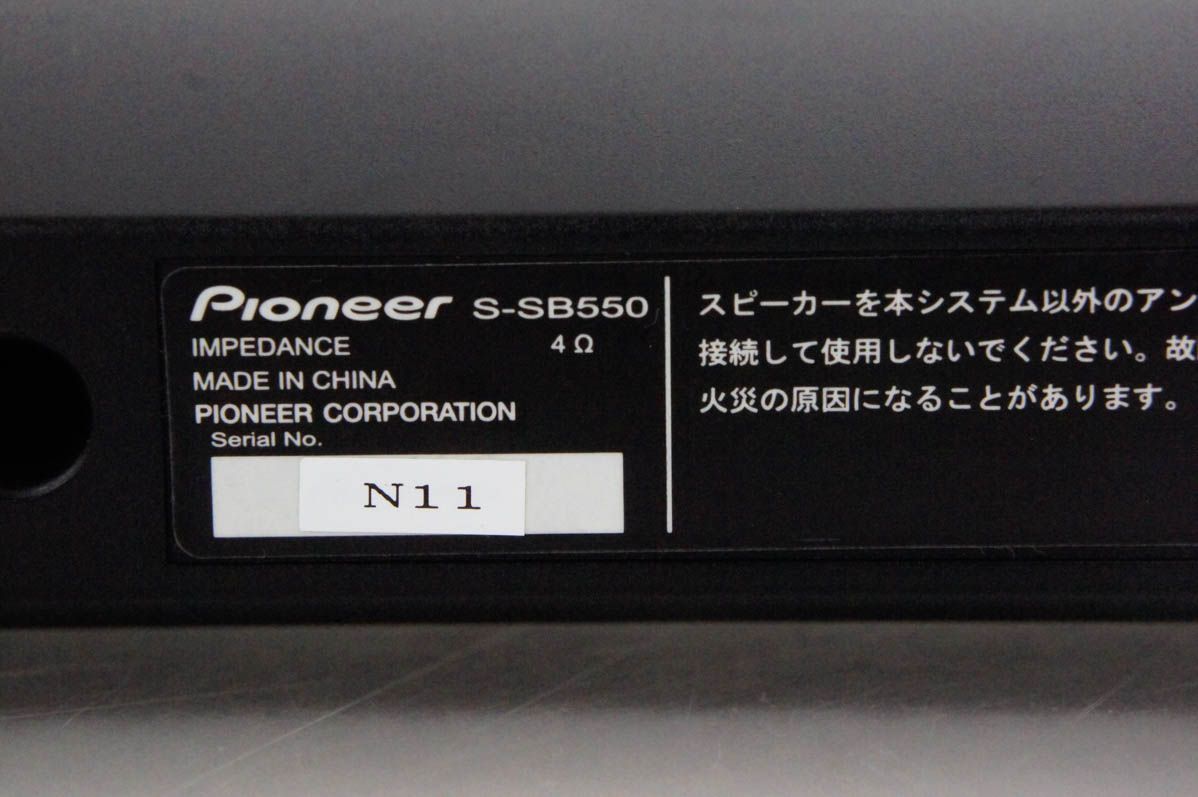 Pioneer S-SB550
IMPEDANCE 4 Ω
MADE IN CHINA
PIONEER CORPORATION
Serial No.
N11
スピーカーを本システム以外のアン
接続して使用しないでください。故
火災の原因になることがあります。